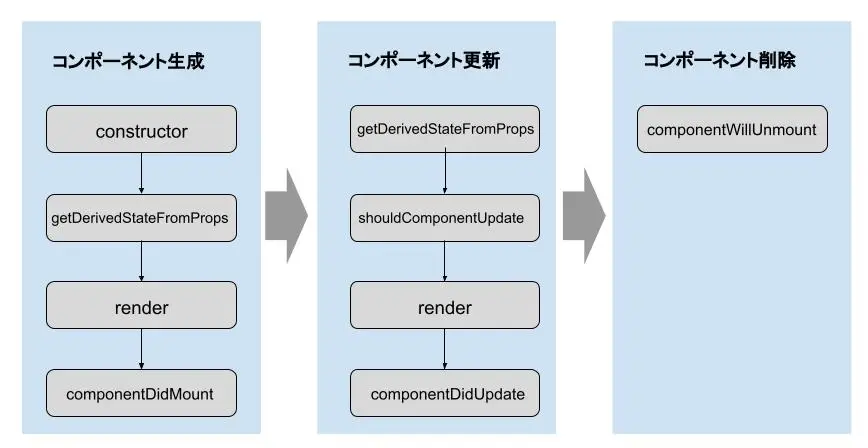 コンポーネント生成
constructor
getDerivedStateFromProps
render
componentDidMount
コンポーネント更新
getDerivedStateFromProps
shouldComponentUpdate
render
componentDidUpdate
コンポーネント削除
componentWillUnmount